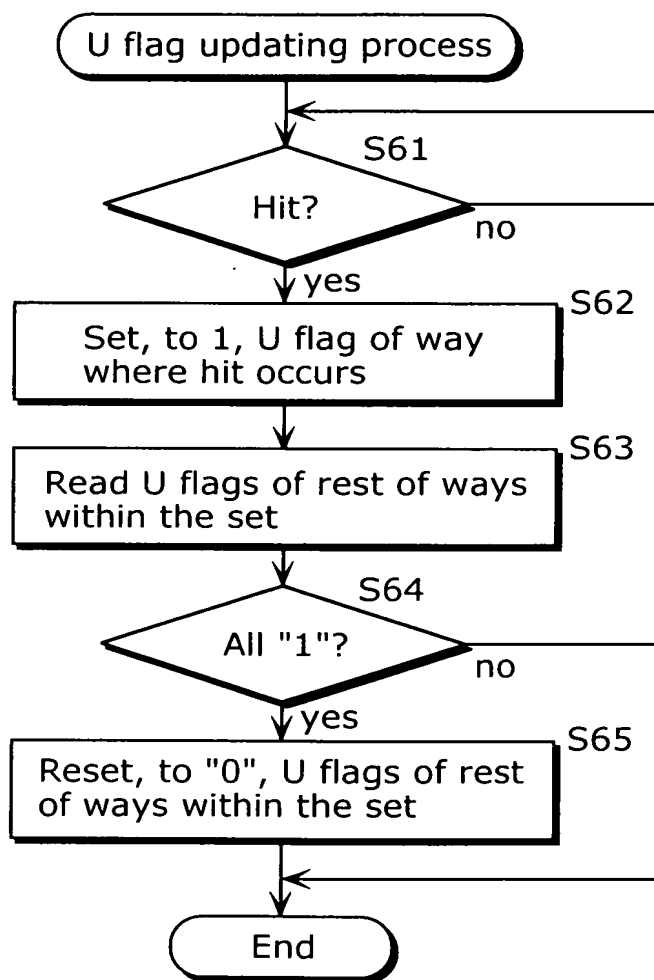 U flag updating process
S61
Hit?
no
yes
S62
Set, to 1, U flag of way
where hit occurs
S63
Read U flags of rest of ways
within the set
S64
All "1"?
no
yes
S65
Reset, to "0", U flags of rest
of ways within the set
End